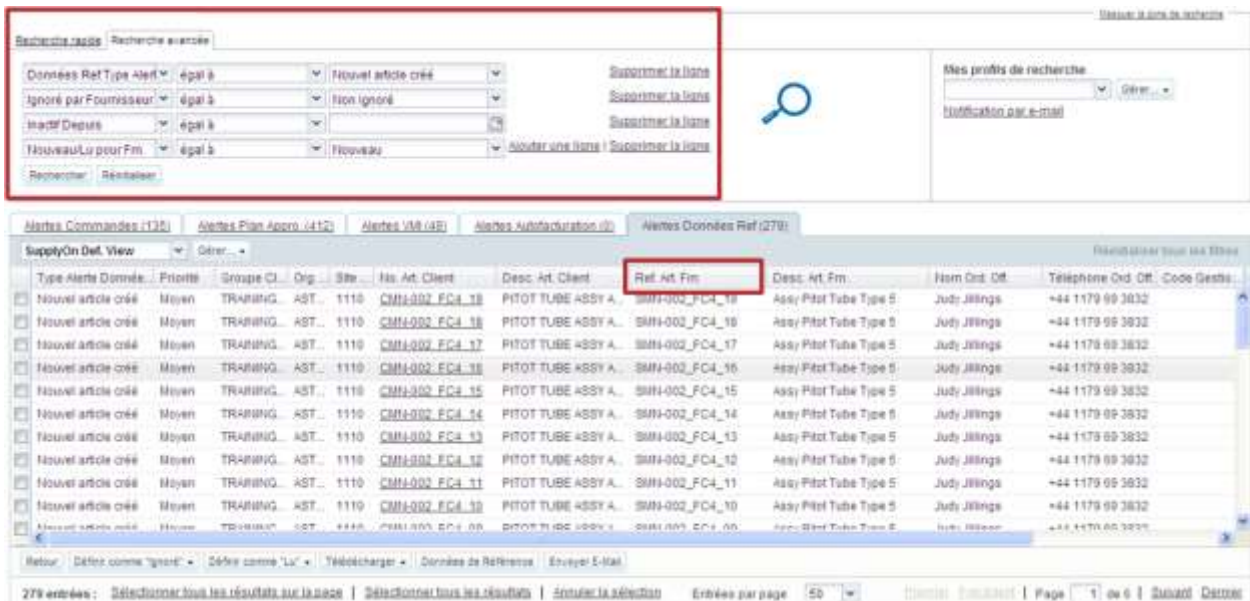 Masquer la zone de recherche
Recherche rapide Recherche avancée
Données Ref Type Alert égal à Nouvel article créé Supprimer la ligne
Ignoré par Fournisseur égal à Non ignoré Supprimer la ligne
Inactif Depuis égal à Supprimer la ligne
Nouveau/Lu pour Frn égal à Nouveau Ajouter une ligne | Supprimer la ligne
Rechercher Réinitialiser
Mes profils de recherche
Gérer...
Notification par e-mail
Alertes Commandes (135) Alertes Plan Appro. (412) Alertes VMI (48) Alertes Autofacturation (0) Alertes Données Ref (279)
SupplyOn Def. View Gérer... Réinitialiser tous les filtres
Type Alerte Donnée... Priorité Groupe Cl... Org... Site... No. Art. Client Desc. Art. Client Ref. Art. Frn Desc. Art. Frn. Nom Ord. Off. Téléphone Ord. Off. Code Gestio...
Nouvel article créé Moyen TRAINING... AST... 1110 CMN-002_FC4_19 PITOT TUBE ASSY A... SMN-002_FC4_19 Assy Pitot Tube Type 5 Judy Jillings +44 1179 69 3832
Nouvel article créé Moyen TRAINING... AST... 1110 CMN-002_FC4_18 PITOT TUBE ASSY A... SMN-002_FC4_18 Assy Pitot Tube Type 5 Judy Jillings +44 1179 69 3832
Nouvel article créé Moyen TRAINING... AST... 1110 CMN-002_FC4_17 PITOT TUBE ASSY A... SMN-002_FC4_17 Assy Pitot Tube Type 5 Judy Jillings +44 1179 69 3832
Nouvel article créé Moyen TRAINING... AST... 1110 CMN-002_FC4_16 PITOT TUBE ASSY A... SMN-002_FC4_16 Assy Pitot Tube Type 5 Judy Jillings +44 1179 69 3832
Nouvel article créé Moyen TRAINING... AST... 1110 CMN-002_FC4_15 PITOT TUBE ASSY A... SMN-002_FC4_15 Assy Pitot Tube Type 5 Judy Jillings +44 1179 69 3832
Nouvel article créé Moyen TRAINING... AST... 1110 CMN-002_FC4_14 PITOT TUBE ASSY A... SMN-002_FC4_14 Assy Pitot Tube Type 5 Judy Jillings +44 1179 69 3832
Nouvel article créé Moyen TRAINING... AST... 1110 CMN-002_FC4_13 PITOT TUBE ASSY A... SMN-002_FC4_13 Assy Pitot Tube Type 5 Judy Jillings +44 1179 69 3832
Nouvel article créé Moyen TRAINING... AST... 1110 CMN-002_FC4_12 PITOT TUBE ASSY A... SMN-002_FC4_12 Assy Pitot Tube Type 5 Judy Jillings +44 1179 69 3832
Nouvel article créé Moyen TRAINING... AST... 1110 CMN-002_FC4_11 PITOT TUBE ASSY A... SMN-002_FC4_11 Assy Pitot Tube Type 5 Judy Jillings +44 1179 69 3832
Nouvel article créé Moyen TRAINING... AST... 1110 CMN-002_FC4_10 PITOT TUBE ASSY A... SMN-002_FC4_10 Assy Pitot Tube Type 5 Judy Jillings +44 1179 69 3832
Retour Définir comme "Ignoré" Définir comme "Lu" Télécharger Données de Référence Envoyer E-Mail
279 entrées : Sélectionner tous les résultats sur la page | Sélectionner tous les résultats | Annuler la sélection Entrées par page 50 Premier Précédent | Page 1 de 6 | Suivant Dernier